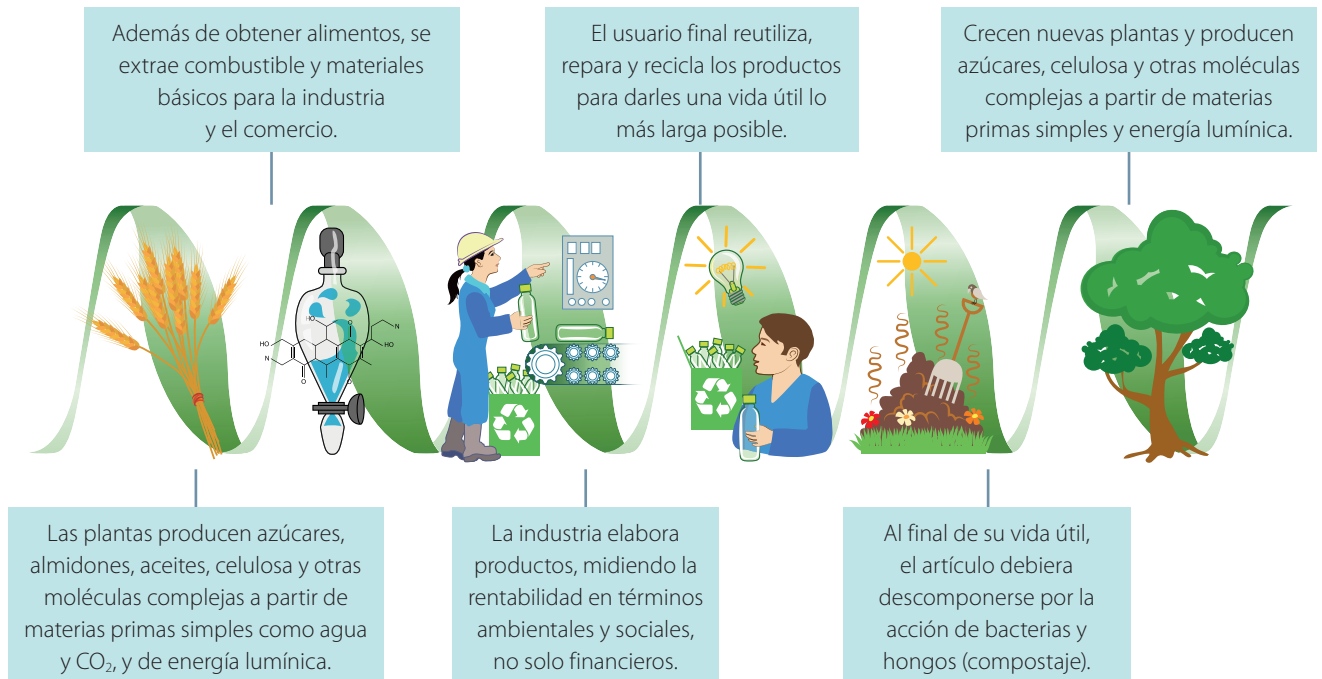 Además de obtener alimentos, se
extrae combustible y materiales
básicos para la industria
y el comercio.
El usuario final reutiliza,
repara y recicla los productos
para darles una vida útil lo
más larga posible.
Crecen nuevas plantas y producen
azúcares, celulosa y otras moléculas
complejas a partir de materias
primas simples y energía lumínica.
HO
O
N
HO
N
O
O
Las plantas producen azúcares,
almidones, aceites, celulosa y otras
moléculas complejas a partir de
materias primas simples como agua
y CO₂, y de energía lumínica.
La industria elabora
productos, midiendo la
rentabilidad en términos
ambientales y sociales,
no solo financieros.
Al final de su vida útil,
el artículo debiera
descomponerse por la
acción de bacterias y
hongos (compostaje).